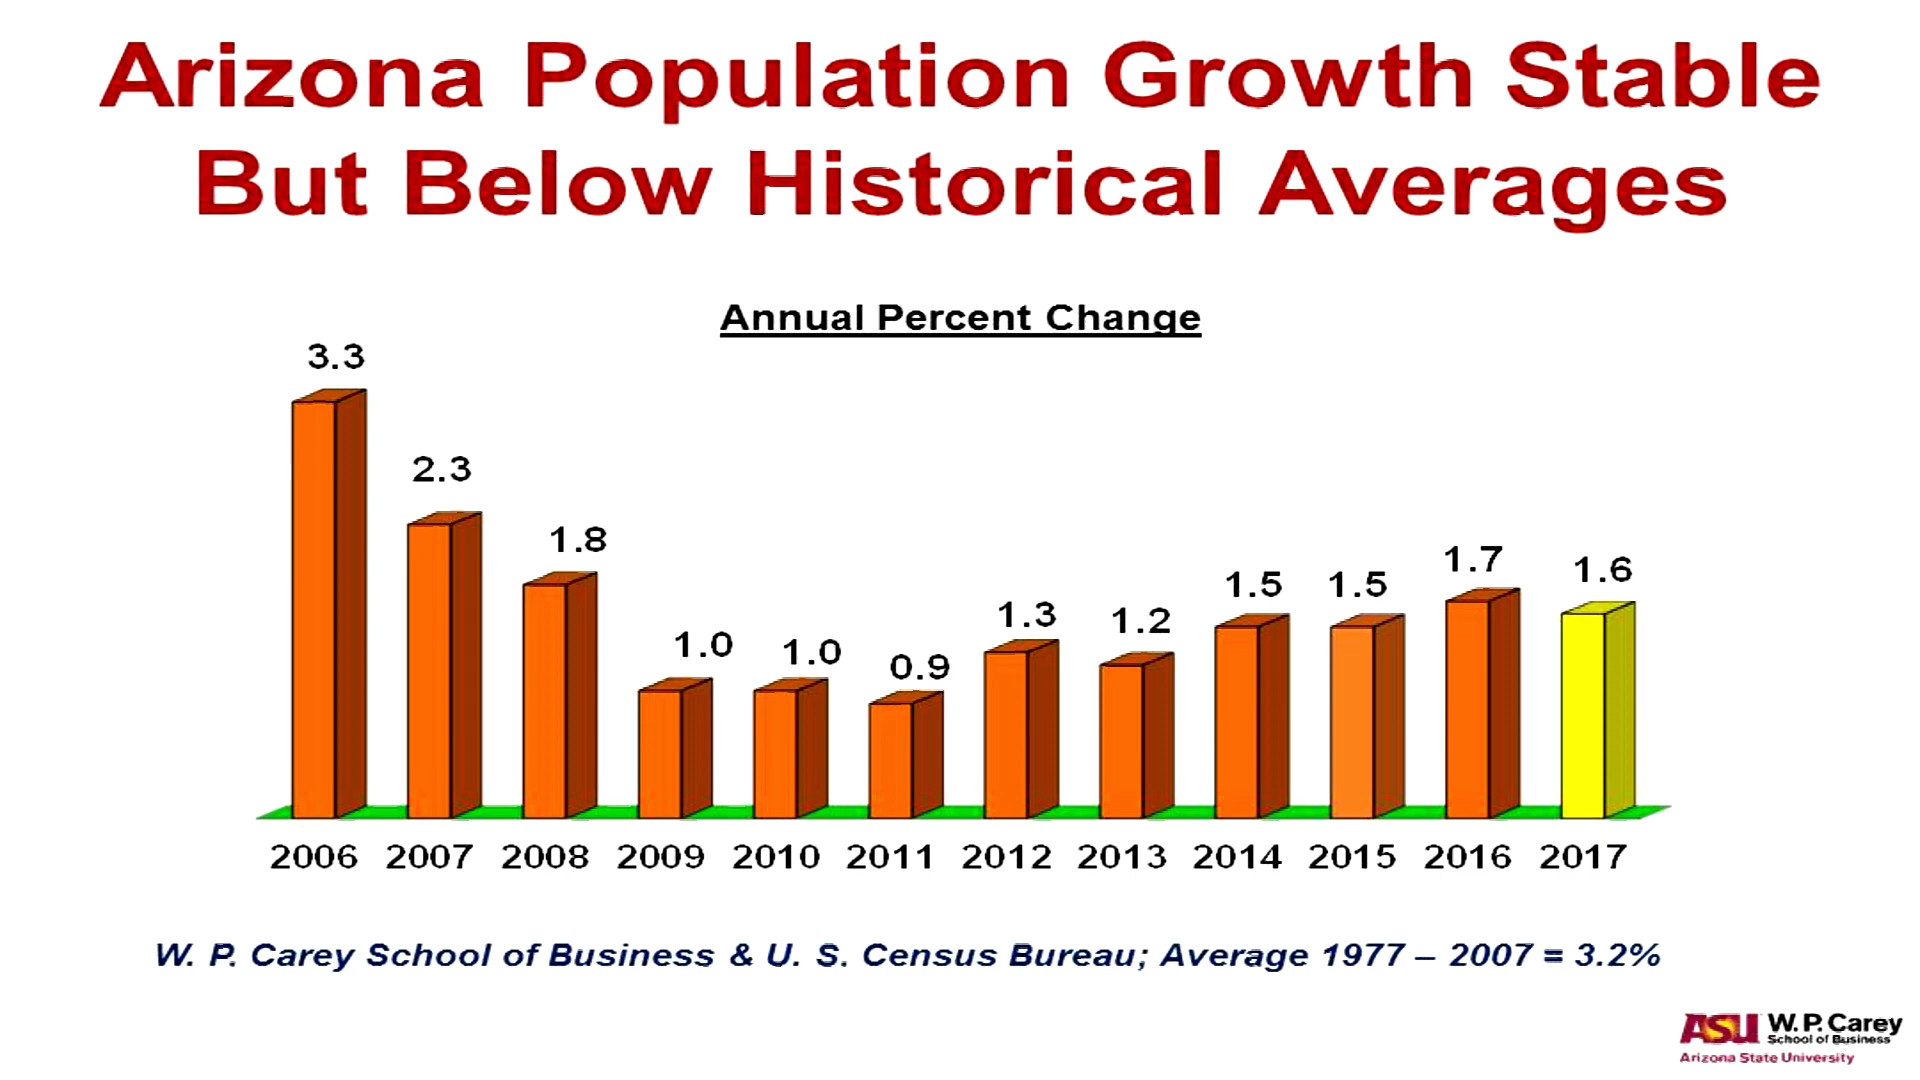 Arizona Population Growth Stable
But Below Historical Averages
Annual Percent Change
3.3
2.3
1.8
1.0
1.0
0.9
1.3
1.2
1.5
1.5
1.7
1.6
2006 2007 2008 2009 2010 2011 2012 2013 2014 2015 2016 2017
W. P. Carey School of Business & U. S. Census Bureau; Average 1977 – 2007 = 3.2%
ASU W. P. Carey
School of Business
Arizona State University